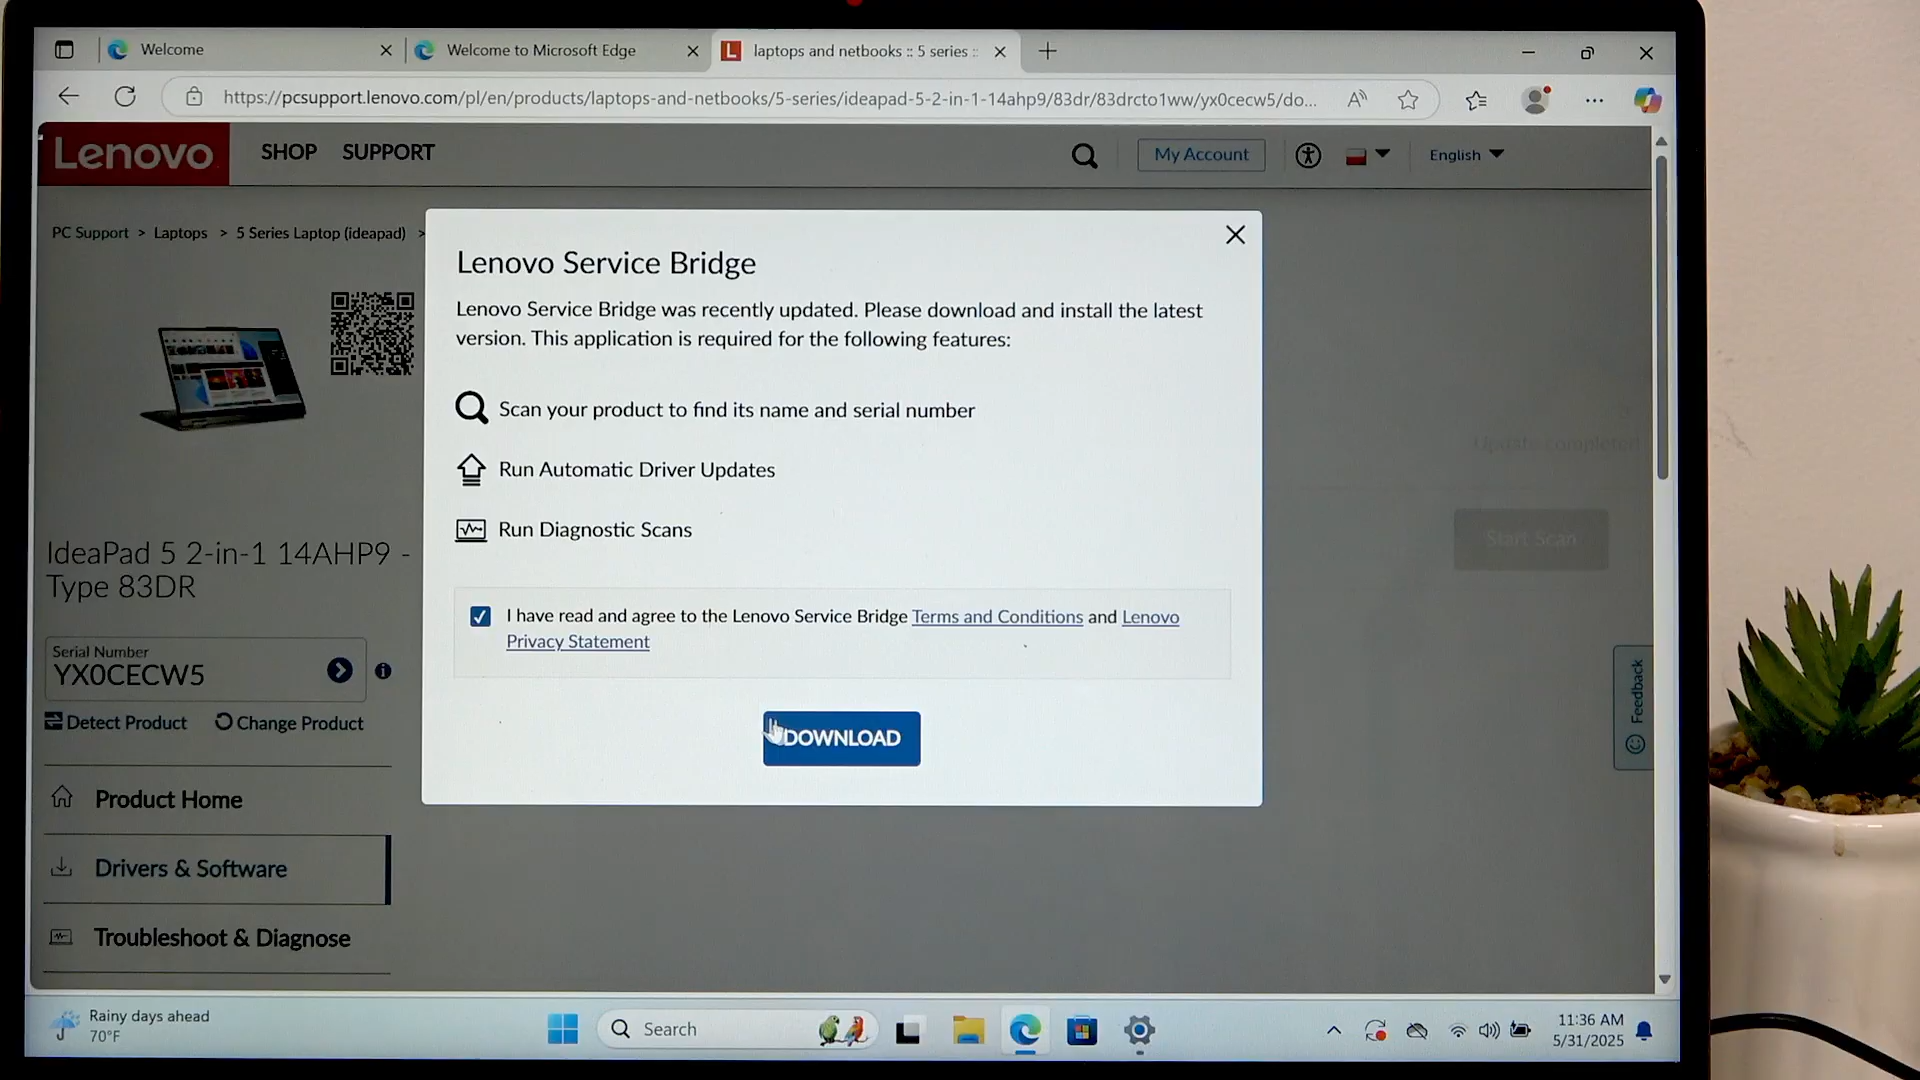 Welcome
Welcome to Microsoft Edge
L laptops and netbooks :: 5 series ::
https://pcsupport.lenovo.com/pl/en/products/laptops-and-netbooks/5-series/ideapad-5-2-in-1-14ahp9/83dr/83drcto1ww/yx0cecw5/do...
Lenovo
SHOP
SUPPORT
My Account
English
PC Support > Laptops > 5 Series Laptop (ideapad) >
Lenovo Service Bridge
Lenovo Service Bridge was recently updated. Please download and install the latest
version. This application is required for the following features:
Scan your product to find its name and serial number
Run Automatic Driver Updates
Run Diagnostic Scans
I have read and agree to the Lenovo Service Bridge Terms and Conditions and Lenovo
Privacy Statement
DOWNLOAD
Update completed
Start Scan
Feedback
IdeaPad 5 2-in-1 14AHP9 -
Type 83DR
Serial Number
YX0CECW5
Detect Product
Change Product
Product Home
Drivers & Software
Troubleshoot & Diagnose
Rainy days ahead
70°F
Search
11:36 AM
5/31/2025